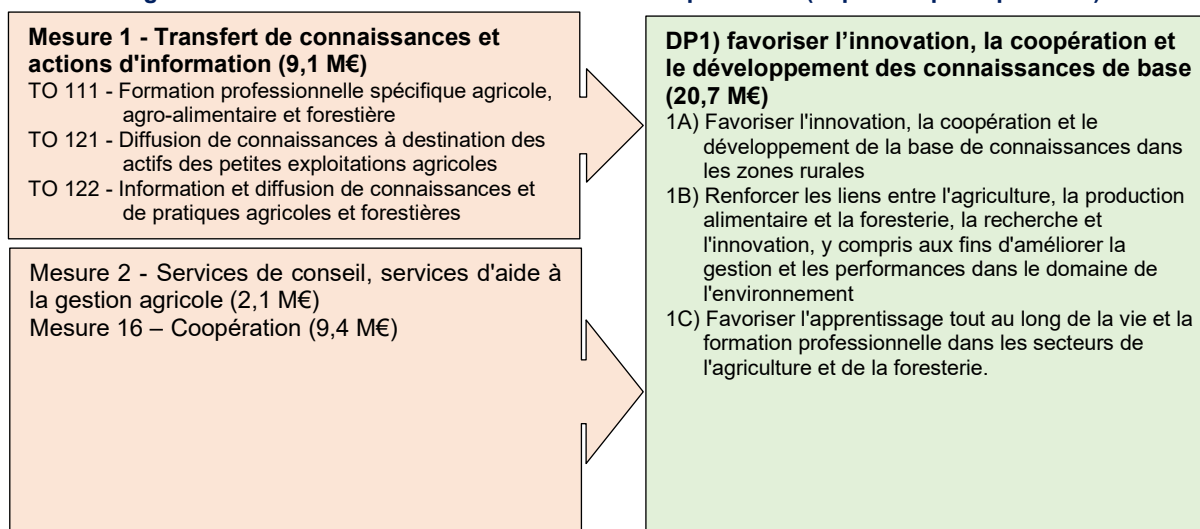 Mesure 1 - Transfert de connaissances et
actions d'information (9,1 M€)
TO 111 - Formation professionnelle spécifique agricole,
agro-alimentaire et forestière
TO 121 - Diffusion de connaissances à destination des
actifs des petites exploitations agricoles
TO 122 - Information et diffusion de connaissances et
de pratiques agricoles et forestières
Mesure 2 - Services de conseil, services d'aide à
la gestion agricole (2,1 M€)
Mesure 16 – Coopération (9,4 M€)
DP1) favoriser l’innovation, la coopération et
le développement des connaissances de base
(20,7 M€)
1A) Favoriser l'innovation, la coopération et le
développement de la base de connaissances dans
les zones rurales
1B) Renforcer les liens entre l'agriculture, la production
alimentaire et la foresterie, la recherche et
l'innovation, y compris aux fins d'améliorer la
gestion et les performances dans le domaine de
l'environnement
1C) Favoriser l'apprentissage tout au long de la vie et la
formation professionnelle dans les secteurs de
l'agriculture et de la foresterie.